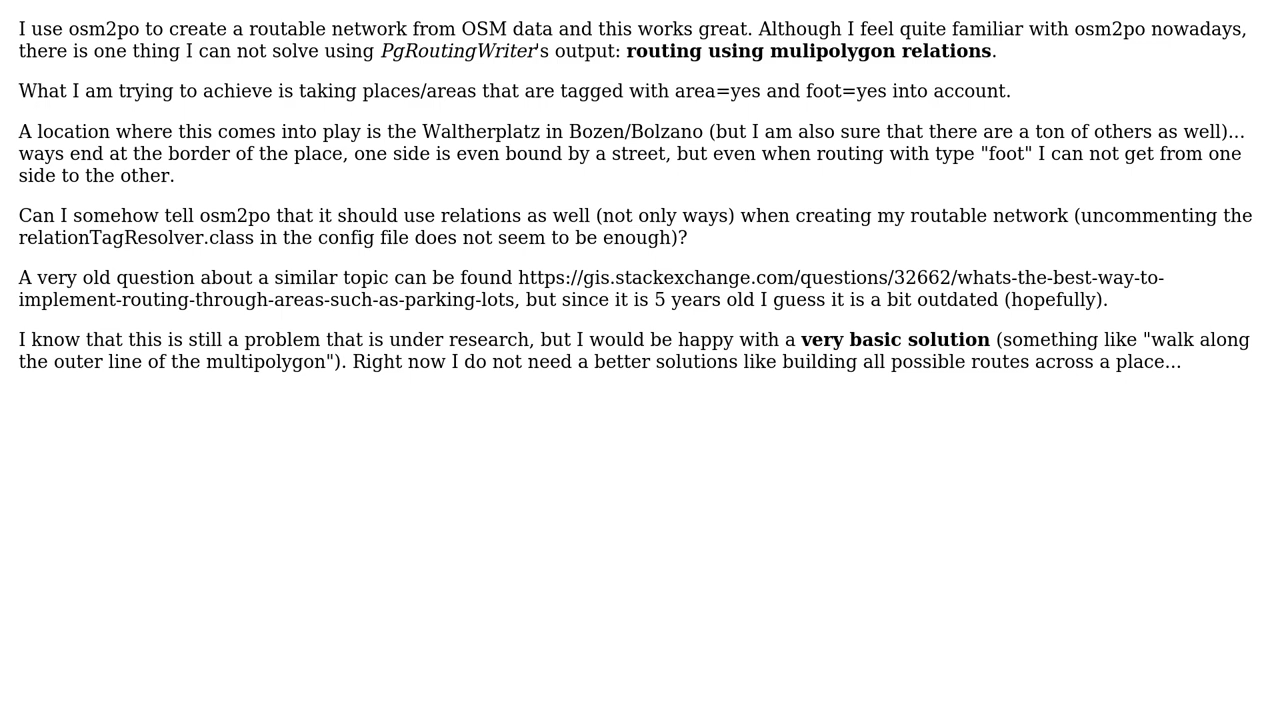 I use osm2po to create a routable network from OSM data and this works great. Although I feel quite familiar with osm2po nowadays,
there is one thing I can not solve using PgRoutingWriter's output: routing using mulipolygon relations.
What I am trying to achieve is taking places/areas that are tagged with area=yes and foot=yes into account.
A location where this comes into play is the Waltherplatz in Bozen/Bolzano (but I am also sure that there are a ton of others as well)...
ways end at the border of the place, one side is even bound by a street, but even when routing with type "foot" I can not get from one
side to the other.
Can I somehow tell osm2po that it should use relations as well (not only ways) when creating my routable network (uncommenting the
relationTagResolver.class in the config file does not seem to be enough)?
A very old question about a similar topic can be found https://gis.stackexchange.com/questions/32662/whats-the-best-way-to-
implement-routing-through-areas-such-as-parking-lots, but since it is 5 years old I guess it is a bit outdated (hopefully).
I know that this is still a problem that is under research, but I would be happy with a very basic solution (something like "walk along
the outer line of the multipolygon"). Right now I do not need a better solutions like building all possible routes across a place...